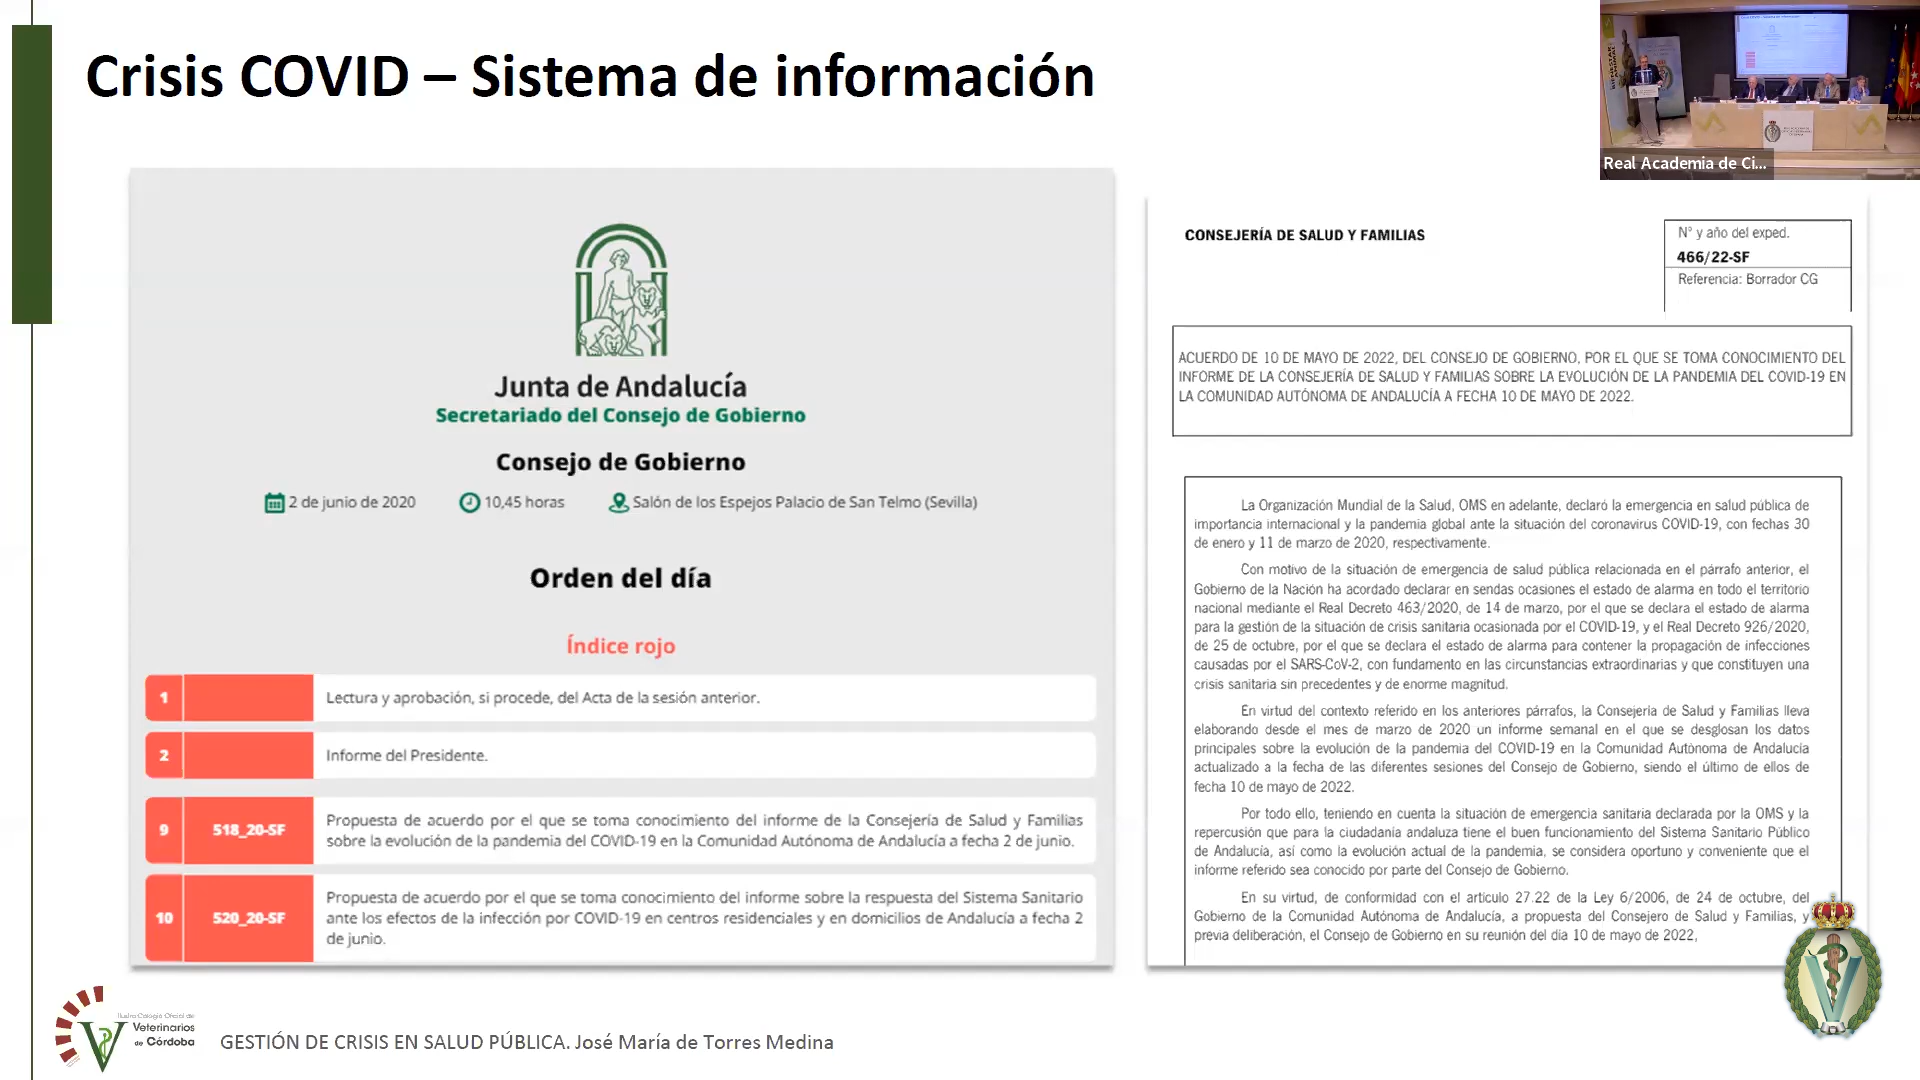 Crisis COVID – Sistema de información
Real Academia de Ci...
Junta de Andalucía
Secretariado del Consejo de Gobierno
Consejo de Gobierno
2 de junio de 2020
10,45 horas
Salón de los Espejos Palacio de San Telmo (Sevilla)
Orden del día
Índice rojo
1 Lectura y aprobación, si procede, del Acta de la sesión anterior.
2 Informe del Presidente.
9 518_20-SF Propuesta de acuerdo por el que se toma conocimiento del informe de la Consejería de Salud y Familias
sobre la evolución de la pandemia del COVID-19 en la Comunidad Autónoma de Andalucía a fecha 2 de junio.
10 520_20-SF Propuesta de acuerdo por el que se toma conocimiento del informe sobre la respuesta del Sistema Sanitario
ante los efectos de la infección por COVID-19 en centros residenciales y en domicilios de Andalucía a fecha 2
de junio.
CONSEJERÍA DE SALUD Y FAMILIAS
Nº y año del exped.
466/22-SF
Referencia: Borrador CG
ACUERDO DE 10 DE MAYO DE 2022, DEL CONSEJO DE GOBIERNO, POR EL QUE SE TOMA CONOCIMIENTO DEL
INFORME DE LA CONSEJERÍA DE SALUD Y FAMILIAS SOBRE LA EVOLUCIÓN DE LA PANDEMIA DEL COVID-19 EN
LA COMUNIDAD AUTÓNOMA DE ANDALUCÍA A FECHA 10 DE MAYO DE 2022.
La Organización Mundial de la Salud, OMS en adelante, declaró la emergencia en salud pública de
importancia internacional y la pandemia global ante la situación del coronavirus COVID-19, con fechas 30
de enero y 11 de marzo de 2020, respectivamente.
Con motivo de la situación de emergencia de salud pública relacionada en el párrafo anterior, el
Gobierno de la Nación ha acordado declarar en sendas ocasiones el estado de alarma en todo el territorio
nacional mediante el Real Decreto 463/2020, de 14 de marzo, por el que se declara el estado de alarma
para la gestión de la situación de crisis sanitaria ocasionada por el COVID-19, y el Real Decreto 926/2020,
de 25 de octubre, por el que se declara el estado de alarma para contener la propagación de infecciones
causadas por el SARS-CoV-2, con fundamento en las circunstancias extraordinarias y que constituyen una
crisis sanitaria sin precedentes y de enorme magnitud.
En virtud del contexto referido en los anteriores párrafos, la Consejería de Salud y Familias lleva
elaborando desde el mes de marzo de 2020 un informe semanal en el que se desglosan los datos
principales sobre la evolución de la pandemia del COVID-19 en la Comunidad Autónoma de Andalucía
actualizado a la fecha de las diferentes sesiones del Consejo de Gobierno, siendo el último de ellos de
fecha 10 de mayo de 2022.
Por todo ello, teniendo en cuenta la situación de emergencia sanitaria declarada por la OMS y la
repercusión que para la ciudadanía andaluza tiene el buen funcionamiento del Sistema Sanitario Público
de Andalucía, así como la evolución actual de la pandemia, se considera oportuno y conveniente que el
informe referido sea conocido por parte del Consejo de Gobierno.
En su virtud, de conformidad con el artículo 27.22 de la Ley 6/2006, de 24 de octubre, del
Gobierno de la Comunidad Autónoma de Andalucía, a propuesta del Consejero de Salud y Familias, y
previa deliberación, el Consejo de Gobierno en su reunión del día 10 de mayo de 2022,
Ilustre Colegio Oficial de
Veterinarios
de Córdoba
GESTIÓN DE CRISIS EN SALUD PÚBLICA. José María de Torres Medina